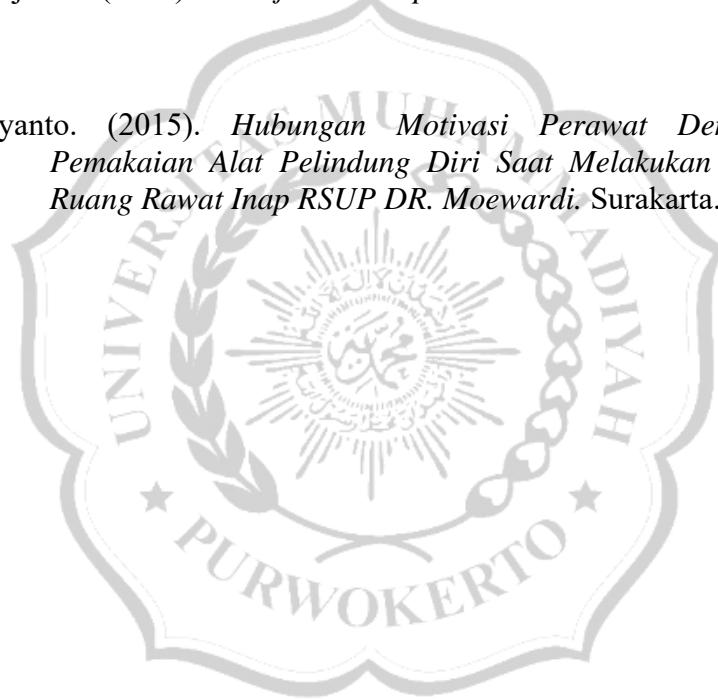 yanto. (2015). Hubungan Motivasi Perawat
Pemakaian Alat Pelindung Diri Saat Melakukan
Ruang Rawat Inap RSUP DR. Moewardi. Surakarta.
UNIVERSITAS MUHAMMADIYAH
PURWOKERTO